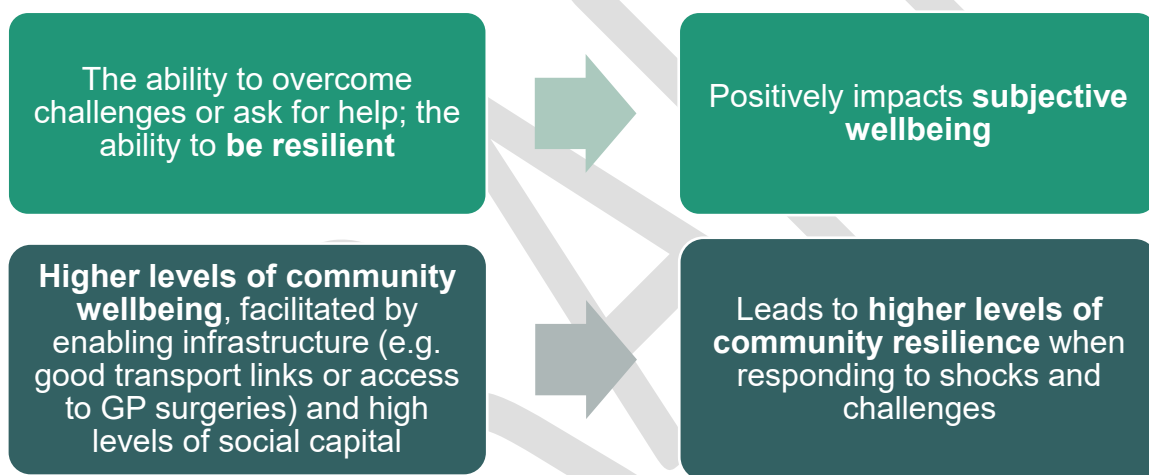 The ability to overcome
challenges or ask for help; the
ability to be resilient
Positively impacts subjective
wellbeing
Higher levels of community
wellbeing, facilitated by
enabling infrastructure (e.g.
good transport links or access
to GP surgeries) and high
levels of social capital
Leads to higher levels of
community resilience when
responding to shocks and
challenges